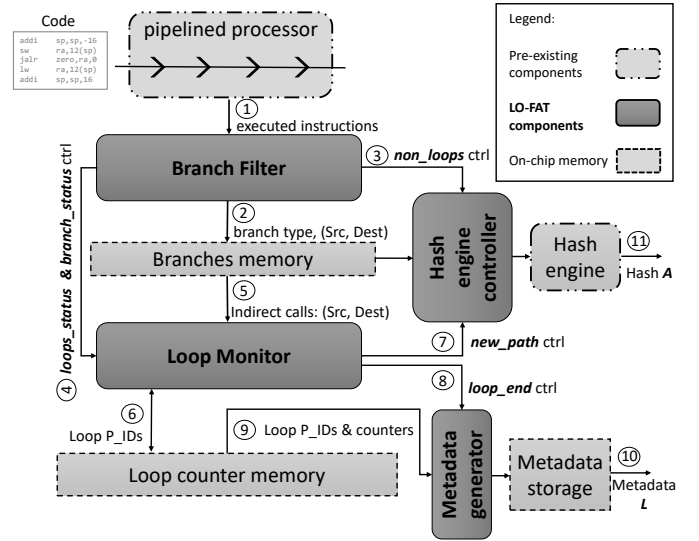 Code
addi sp,sp,-16
sw ra,12(sp)
jalr zero,ra,0
lw ra,12(sp)
addi sp,sp,16
pipelined processor
Legend:
Pre-existing
components
LO-FAT
components
On-chip memory
1
executed instructions
Branch Filter
3 non_loops ctrl
2
branch type, (Src, Dest)
Branches memory
Hash
engine
controller
Hash
engine
11
Hash A
5
Indirect calls: (Src, Dest)
4 loops_status & branch_status ctrl
Loop Monitor
7 new_path ctrl
8 loop_end ctrl
6
Loop P_IDs
9 Loop P_IDs & counters
Loop counter memory
Metadata
generator
Metadata
storage
10
Metadata
L